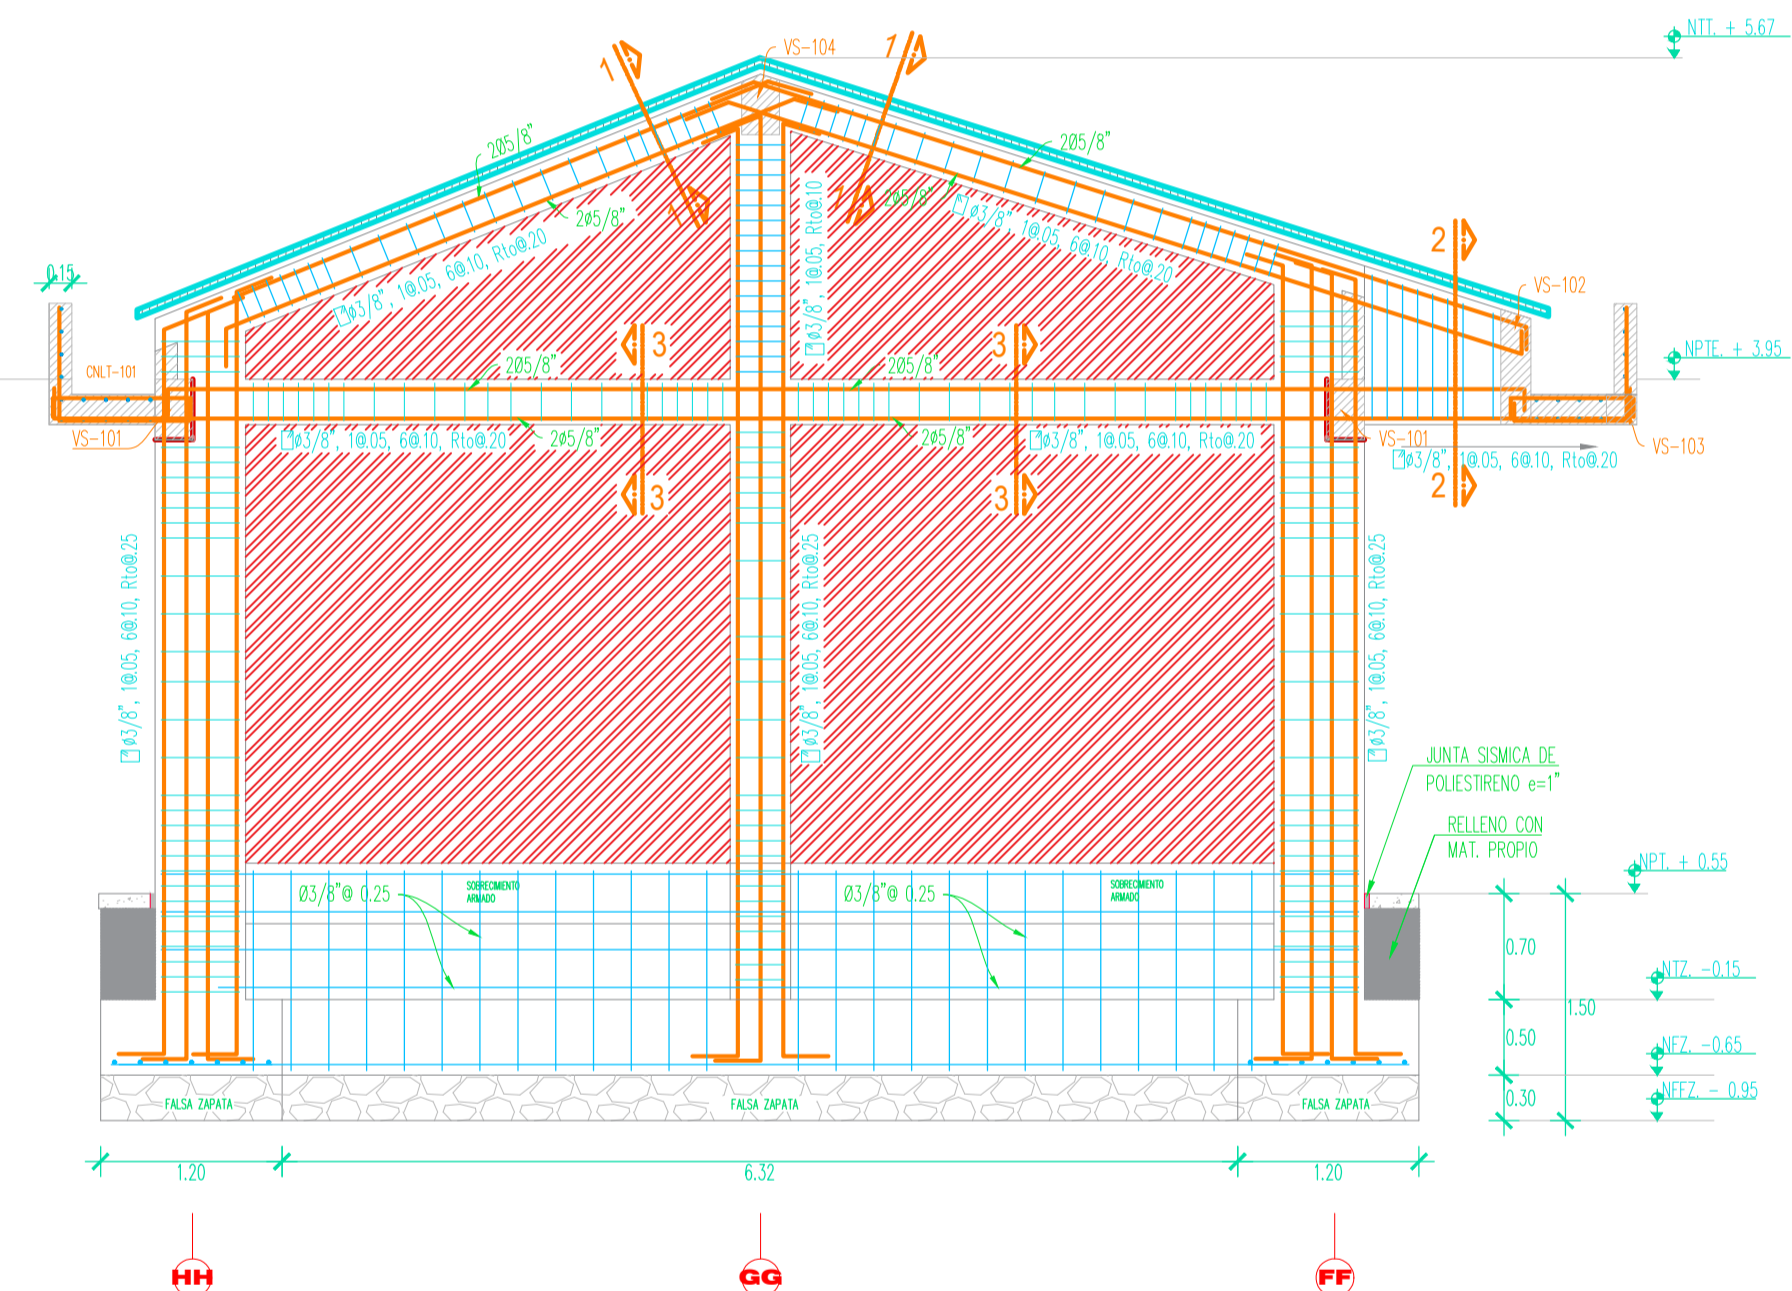 NTT. + 5.67
VS-104
1
1
2Ø5/8"
2Ø5/8"
2
0.15
2ø5/8"
1
1
2ø5/8"
ø3/8", 1@.05, 6@.10, Rto@.20
ø3/8", 1@.05, Rto@.10
ø3/8", 1@.05, 6@.10, Rto@.20
VS-102
NPTE. + 3.95
3
3
CNLT-101
2Ø5/8"
2Ø5/8"
VS-101
ø3/8", 1@.05, 6@.10, Rto@.20
2ø5/8"
2ø5/8"
ø3/8", 1@.05, 6@.10, Rto@.20
VS-101
VS-103
ø3/8", 1@.05, 6@.10, Rto@.20
3
3
2
ø3/8", 1@.05, 6@.10, Rto@.25
ø3/8", 1@.05, 6@.10, Rto@.25
ø3/8", 1@.05, 6@.10, Rto@.25
JUNTA SISMICA DE
POLIESTIRENO e=1"
RELLENO CON
MAT. PROPIO
NPT. + 0.55
Ø3/8"@ 0.25
SOBRECIMIENTO
ARMADO
Ø3/8"@ 0.25
SOBRECIMIENTO
ARMADO
0.70
NTZ. -0.15
1.50
0.50
NFZ. -0.65
0.30
NFFZ. - 0.95
FALSA ZAPATA
FALSA ZAPATA
FALSA ZAPATA
1.20
6.32
1.20
HH
GG
FF